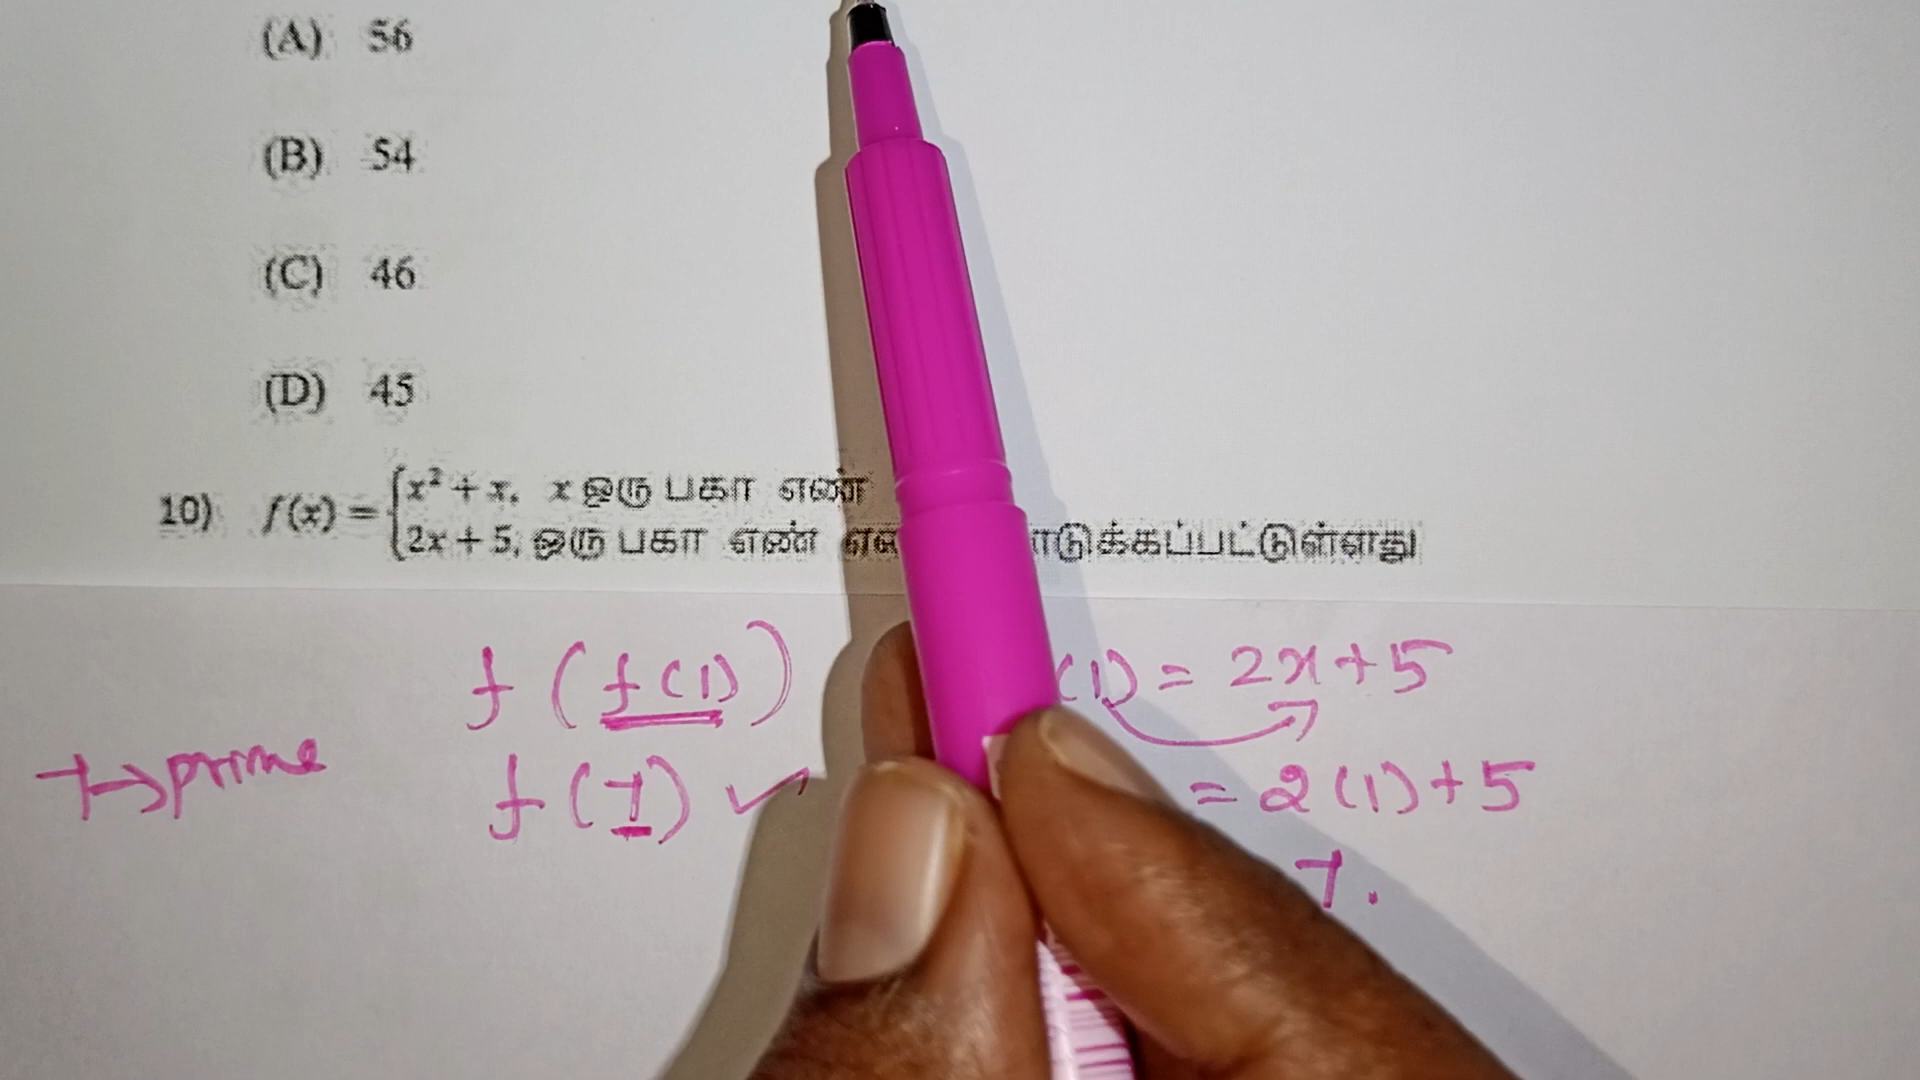 (A) 56
(B) 54
(C) 46
(D) 45
10) f(x) = { x² + x, x ஒரு பகா எண்
2x + 5, ஒரு பகா எண் டுக்கப்பட்டுள்ளது
f (f(1)) (1) = 2x+5
7→prime f (7) ✓ = 2(1)+5
7.